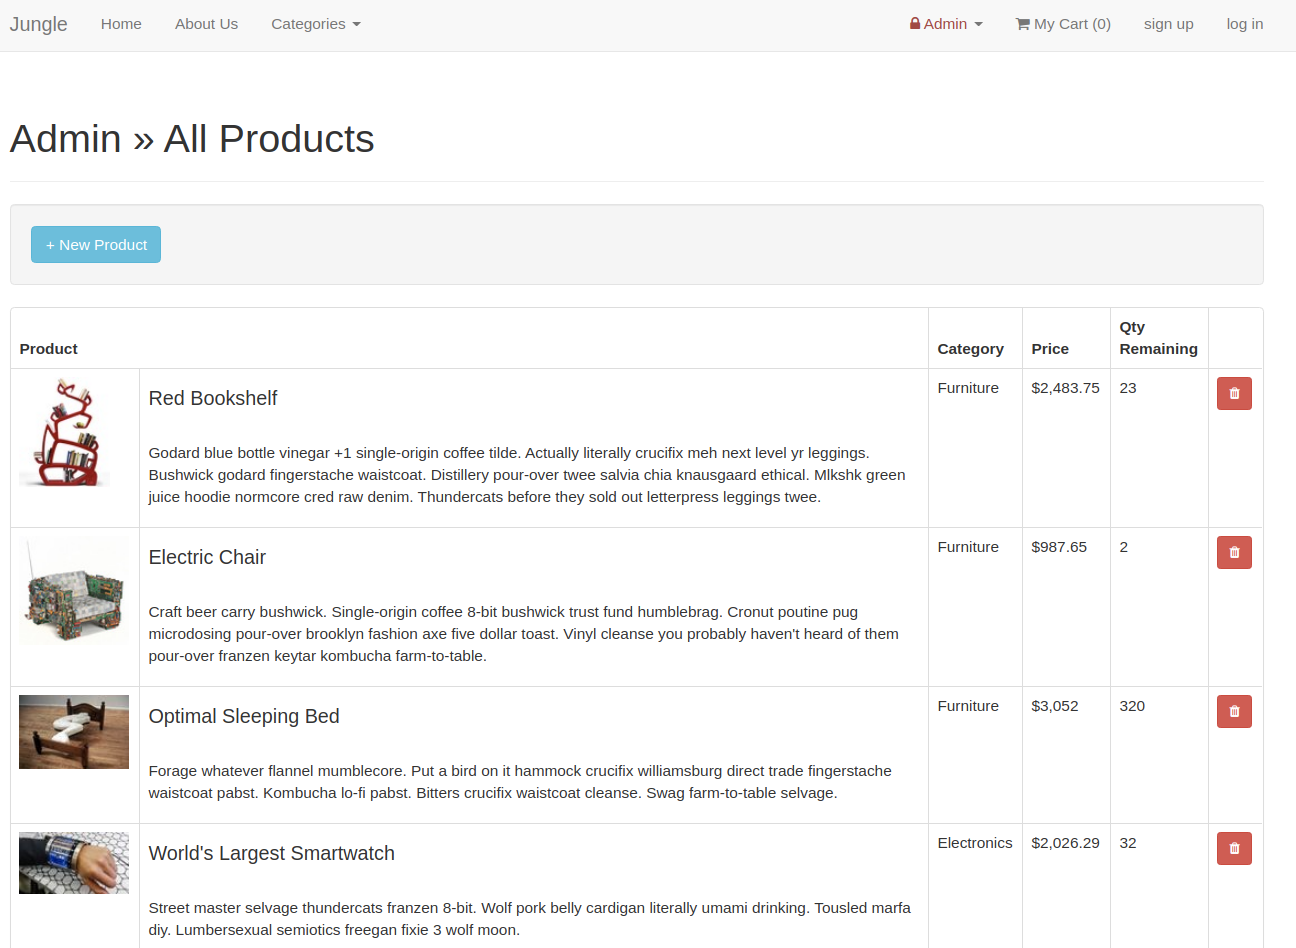 Jungle Home About Us Categories Admin My Cart (0) sign up log in
Admin » All Products
+ New Product
Product Category Price Qty Remaining
Red Bookshelf Furniture $2,483.75 23
Godard blue bottle vinegar +1 single-origin coffee tilde. Actually literally crucifix meh next level yr leggings.
Bushwick godard fingerstache waistcoat. Distillery pour-over twee salvia chia knausgaard ethical. Mlkshk green
juice hoodie normcore cred raw denim. Thundercats before they sold out letterpress leggings twee.
Electric Chair Furniture $987.65 2
Craft beer carry bushwick. Single-origin coffee 8-bit bushwick trust fund humblebrag. Cronut poutine pug
microdosing pour-over brooklyn fashion axe five dollar toast. Vinyl cleanse you probably haven't heard of them
pour-over franzen keytar kombucha farm-to-table.
Optimal Sleeping Bed Furniture $3,052 320
Forage whatever flannel mumblecore. Put a bird on it hammock crucifix williamsburg direct trade fingerstache
waistcoat pabst. Kombucha lo-fi pabst. Bitters crucifix waistcoat cleanse. Swag farm-to-table selvage.
World's Largest Smartwatch Electronics $2,026.29 32
Street master selvage thundercats franzen 8-bit. Wolf pork belly cardigan literally umami drinking. Tousled marfa
diy. Lumbersexual semiotics freegan fixie 3 wolf moon.